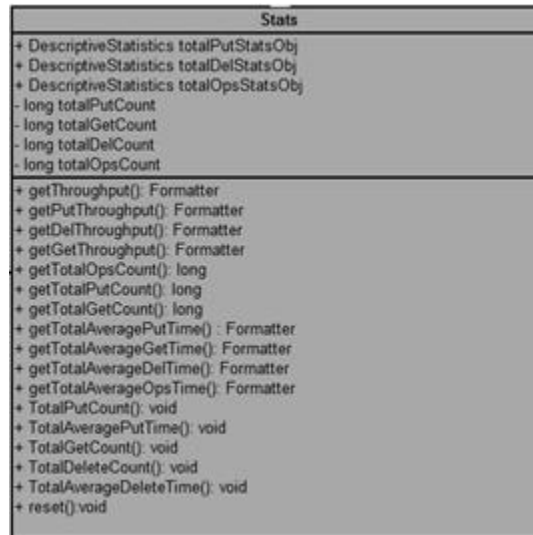 Stats
+ DescriptiveStatistics totalPutStatsObj
+ DescriptiveStatistics totalDelStatsObj
+ DescriptiveStatistics totalOpsStatsObj
- long totalPutCount
- long totalGetCount
- long totalDelCount
- long totalOpsCount
+ getThroughput(): Formatter
+ getPutThroughput(): Formatter
+ getDelThroughput(): Formatter
+ getGetThroughput(): Formatter
+ getTotalOpsCount(): long
+ getTotalPutCount(): long
+ getTotalGetCount(): long
+ getTotalAveragePutTime() : Formatter
+ getTotalAverageGetTime(): Formatter
+ getTotalAverageDelTime(): Formatter
+ getTotalAverageOpsTime(): Formatter
+ TotalPutCount(): void
+ TotalAveragePutTime(): void
+ TotalGetCount(): void
+ TotalDeleteCount(): void
+ TotalAverageDeleteTime(): void
+ reset():void